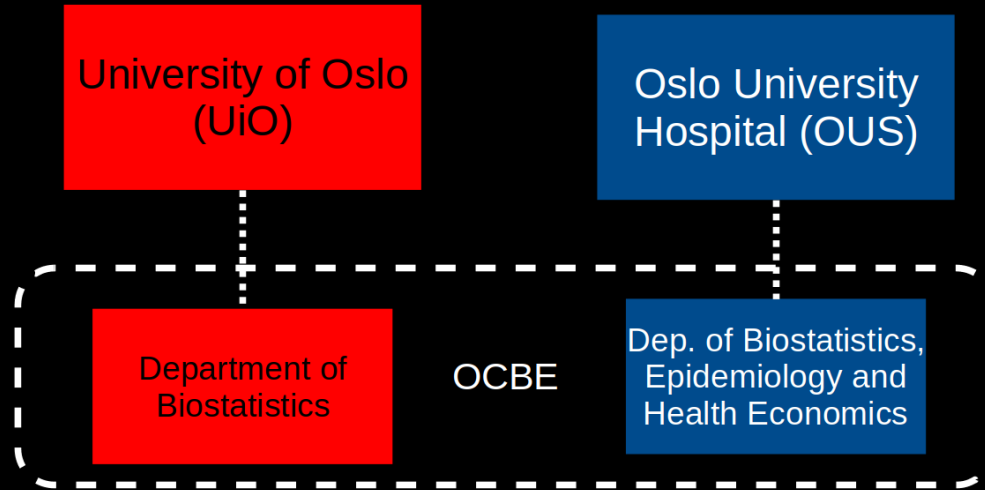 University of Oslo
(UiO)
Oslo University
Hospital (OUS)
Department of
Biostatistics
OCBE
Dep. of Biostatistics,
Epidemiology and
Health Economics